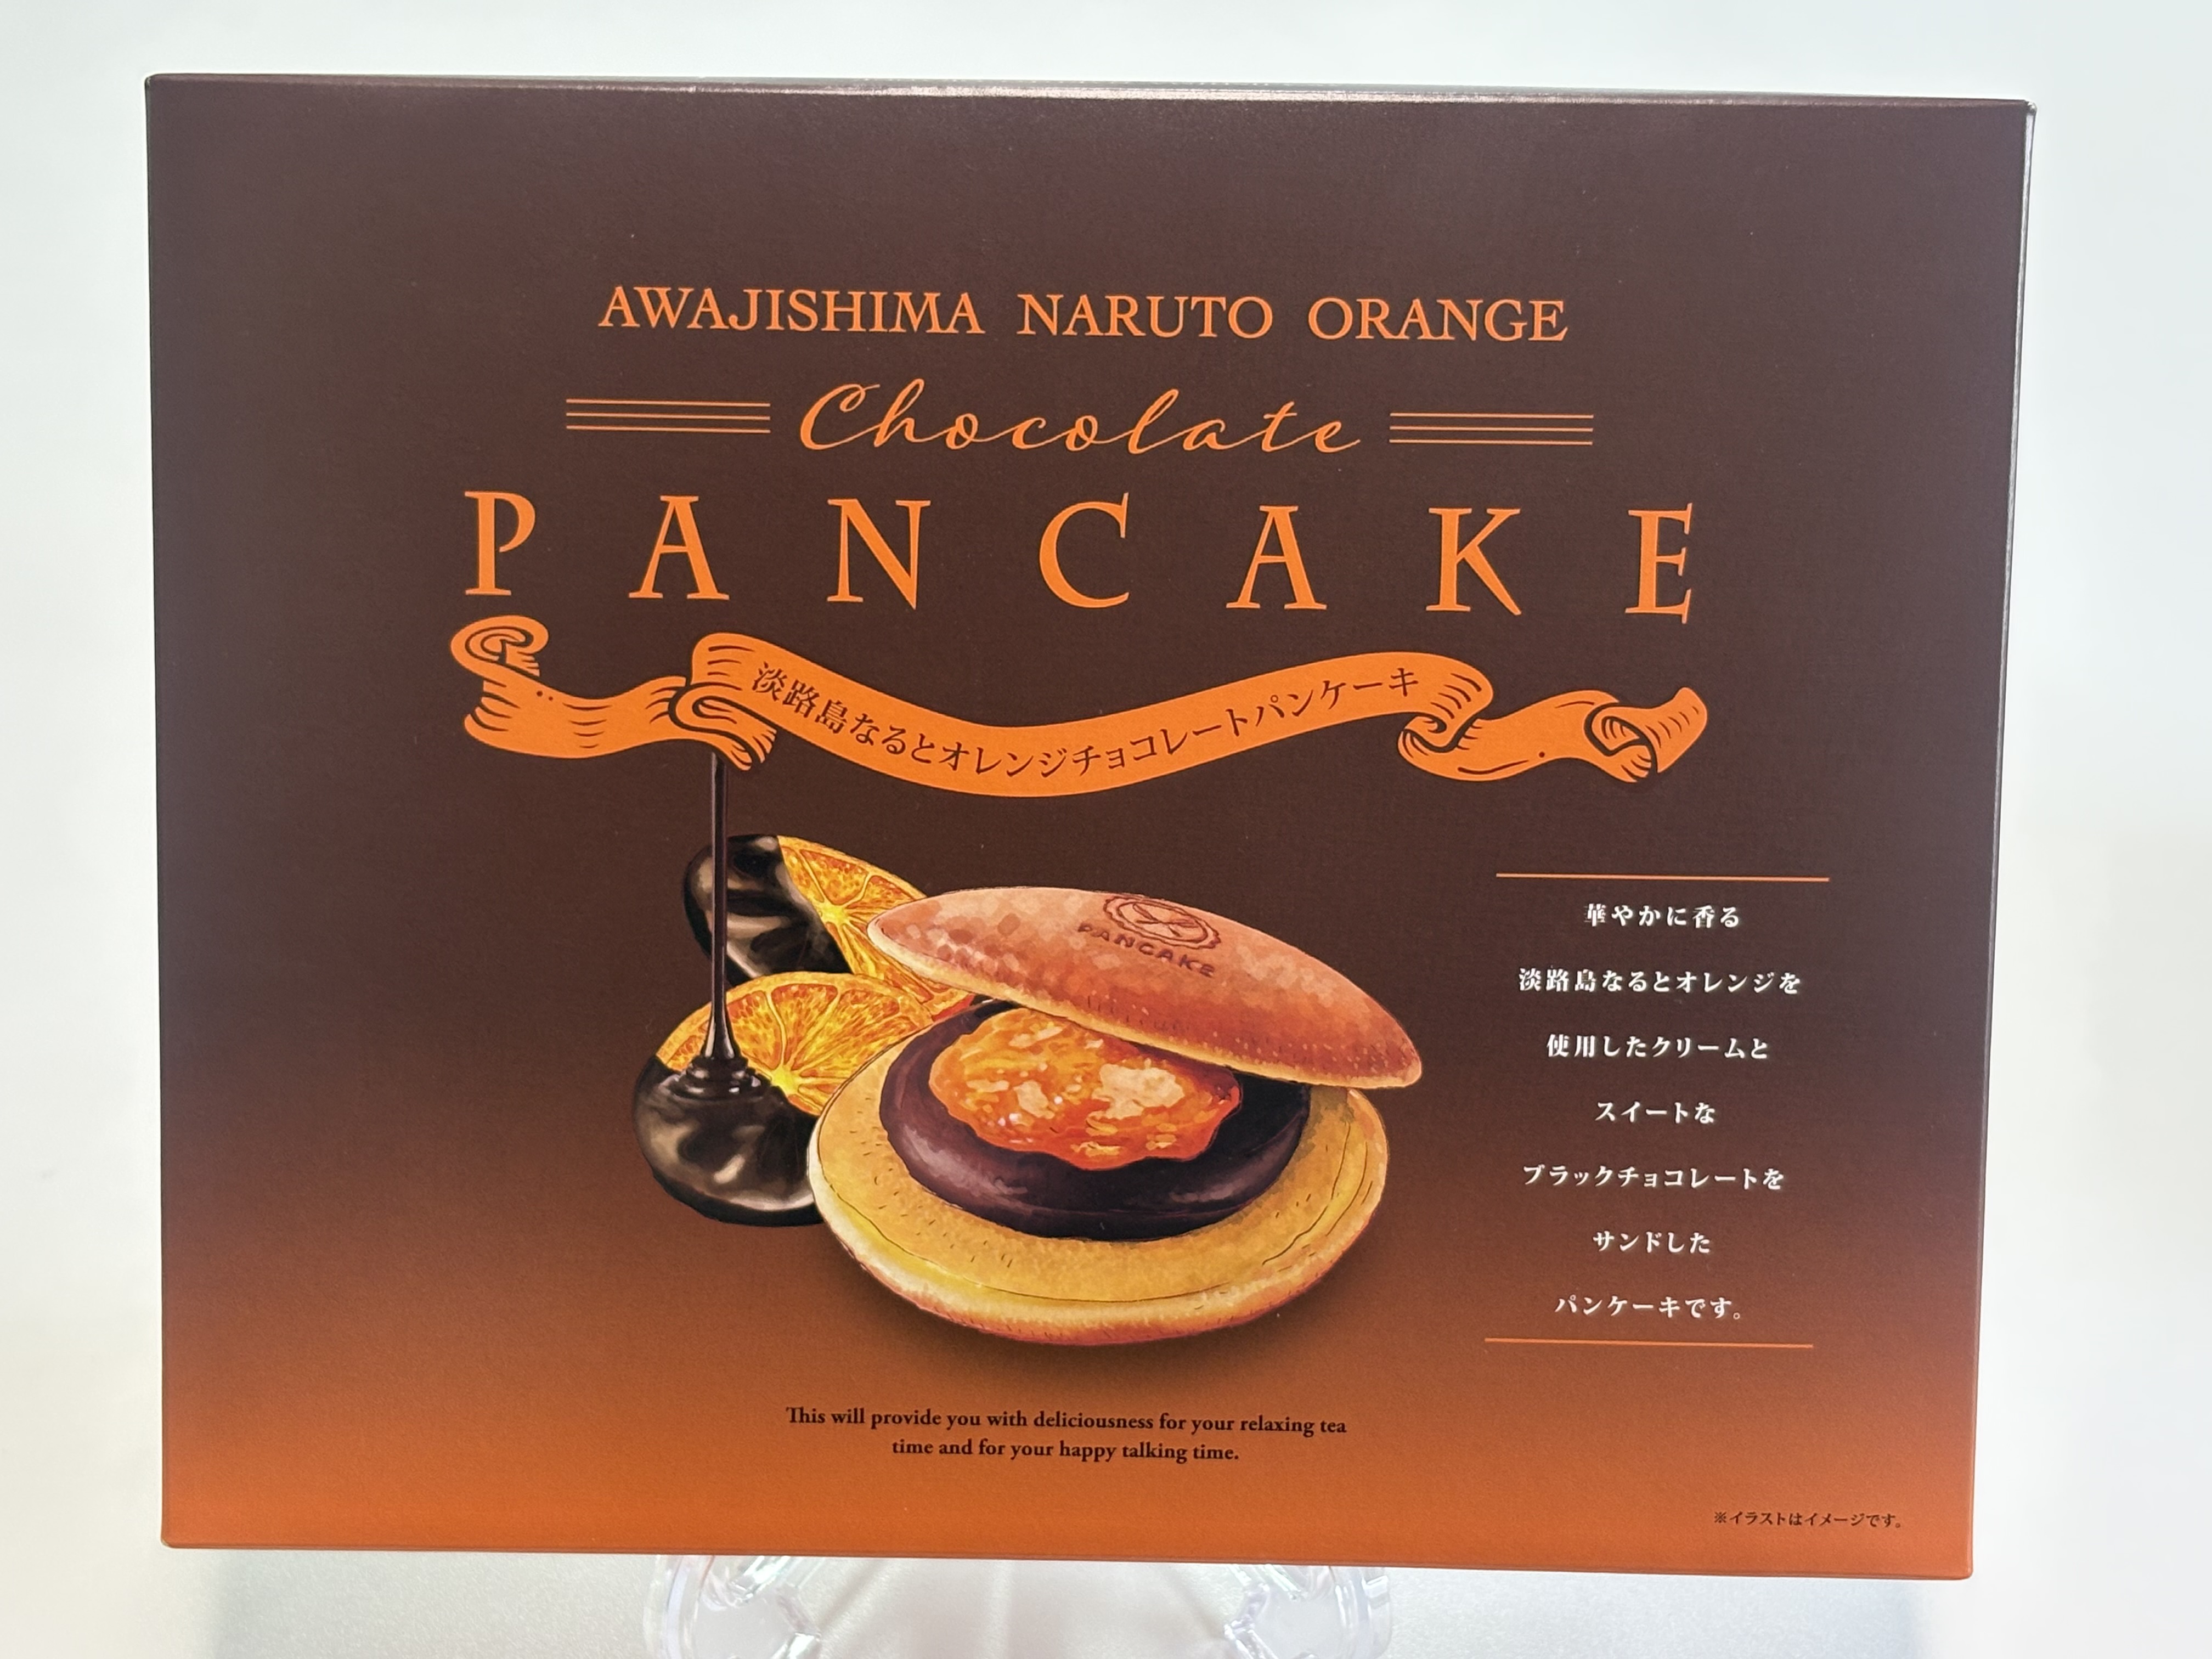 AWAJISHIMA NARUTO ORANGE
Chocolate
PANCAKE
淡路島なるとオレンジチョコレートパンケーキ
PANCAKE
華やかに香る
淡路島なるとオレンジを
使用したクリームと
スイートな
ブラックチョコレートを
サンドした
パンケーキです。
This will provide you with deliciousness for your relaxing tea
time and for your happy talking time.
※イラストはイメージです。